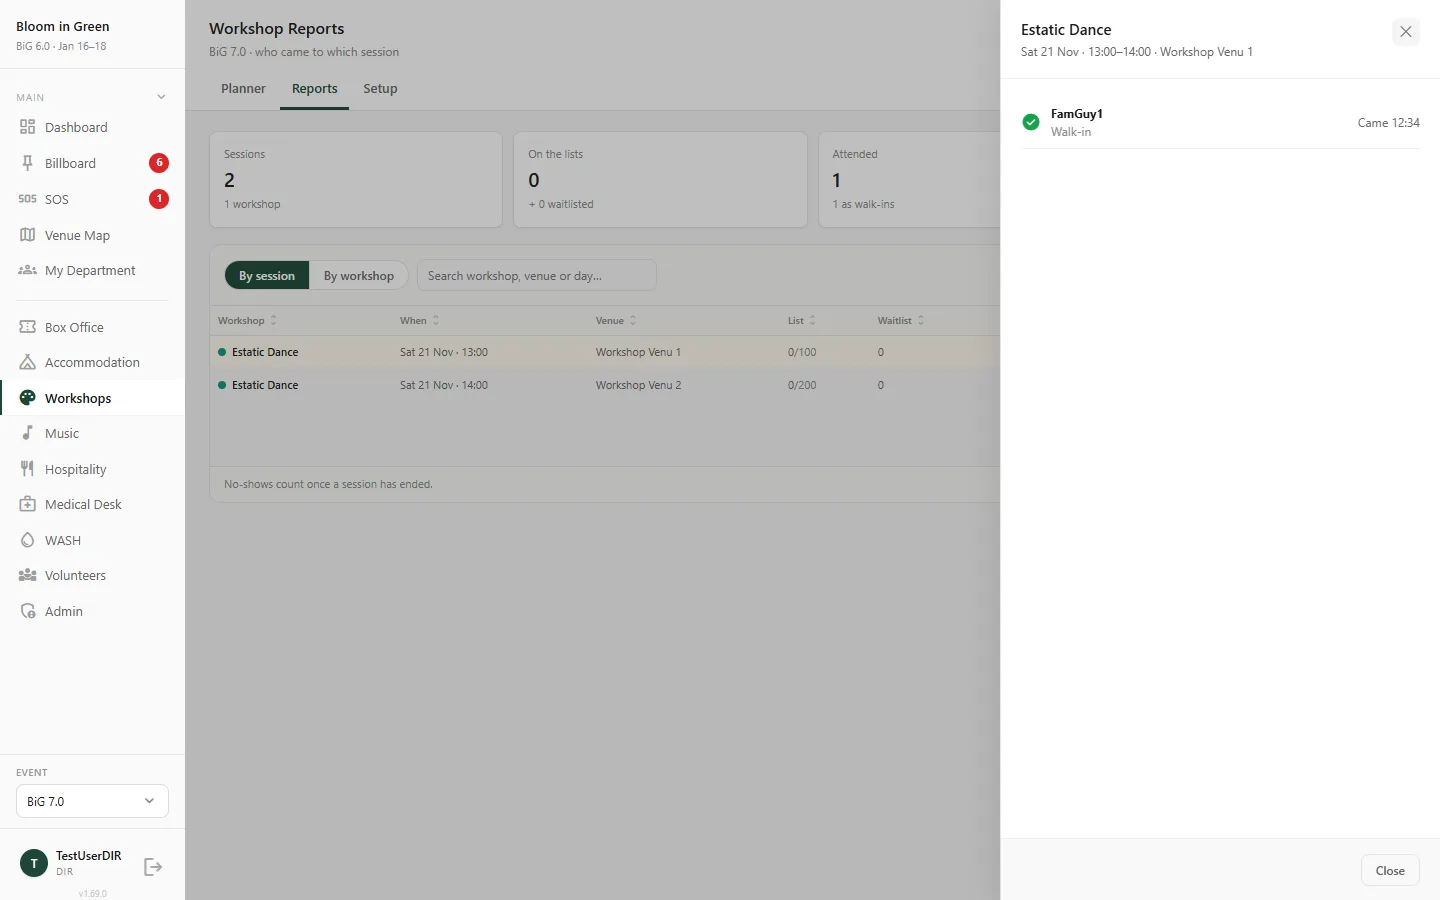 Bloom in Green
BiG 6.0 · Jan 16–18
MAIN
Dashboard
Billboard 6
SOS SOS 1
Venue Map
My Department
Box Office
Accommodation
Workshops
Music
Hospitality
Medical Desk
WASH
Volunteers
Admin
EVENT
BiG 7.0
T TestUserDIR
DIR
v1.69.0
Workshop Reports
BiG 7.0 · who came to which session
Planner Reports Setup
Sessions
2
1 workshop
On the lists
0
+ 0 waitlisted
Attended
1
1 as walk-ins
By session By workshop Search workshop, venue or day...
Workshop When Venue List Waitlist
Estatic Dance Sat 21 Nov · 13:00 Workshop Venu 1 0/100 0
Estatic Dance Sat 21 Nov · 14:00 Workshop Venu 2 0/200 0
No-shows count once a session has ended.
Estatic Dance
Sat 21 Nov · 13:00–14:00 · Workshop Venu 1
FamGuy1
Walk-in
Came 12:34
Close